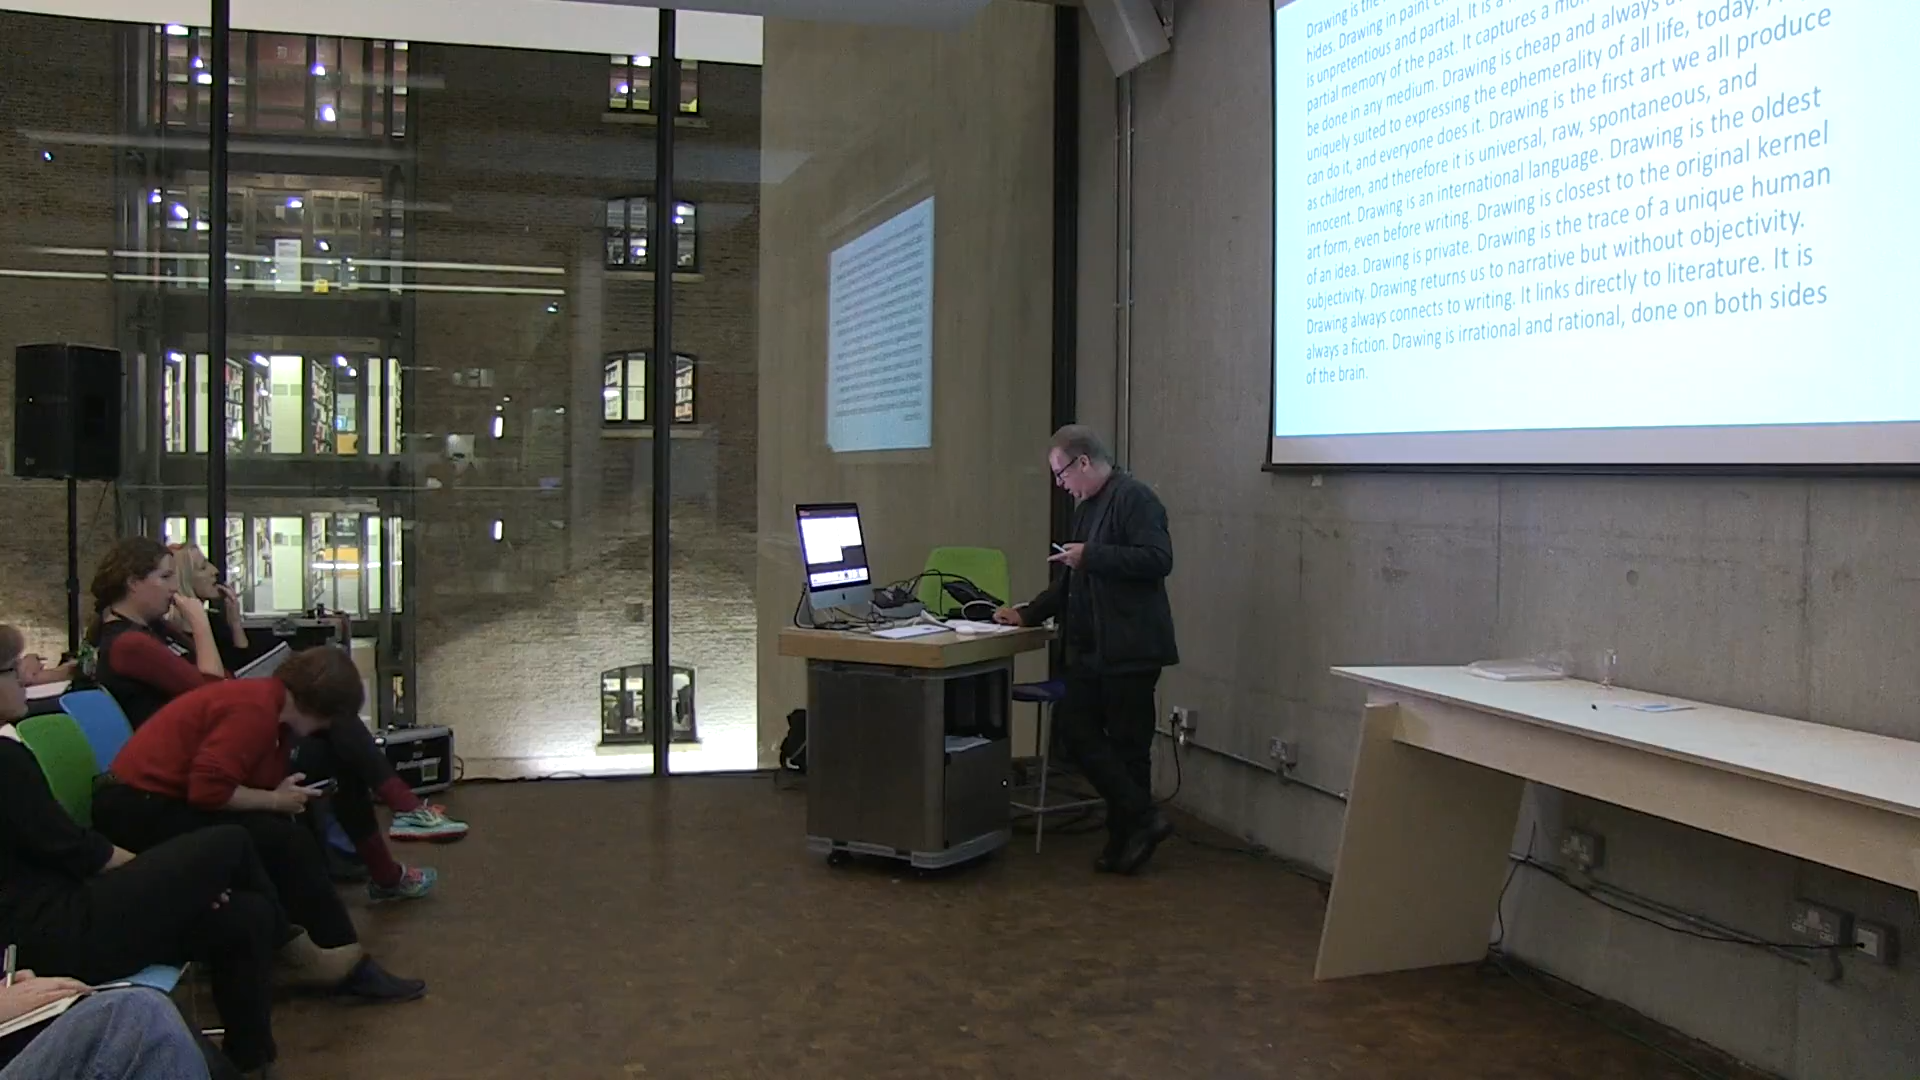 Drawing is the
hides. Drawing in paint
is unpretentious and partial. It is a
partial memory of the past. It captures a
be done in any medium. Drawing is cheap and always
uniquely suited to expressing the ephemerality of all life, today.
can do it, and everyone does it. Drawing is the first art we all produce
as children, and therefore it is universal, raw, spontaneous, and
innocent. Drawing is an international language. Drawing is the oldest
art form, even before writing. Drawing is closest to the original kernel
of an idea. Drawing is private. Drawing is the trace of a unique human
subjectivity. Drawing returns us to narrative but without objectivity.
Drawing always connects to writing. It links directly to literature. It is
always a fiction. Drawing is irrational and rational, done on both sides
of the brain.